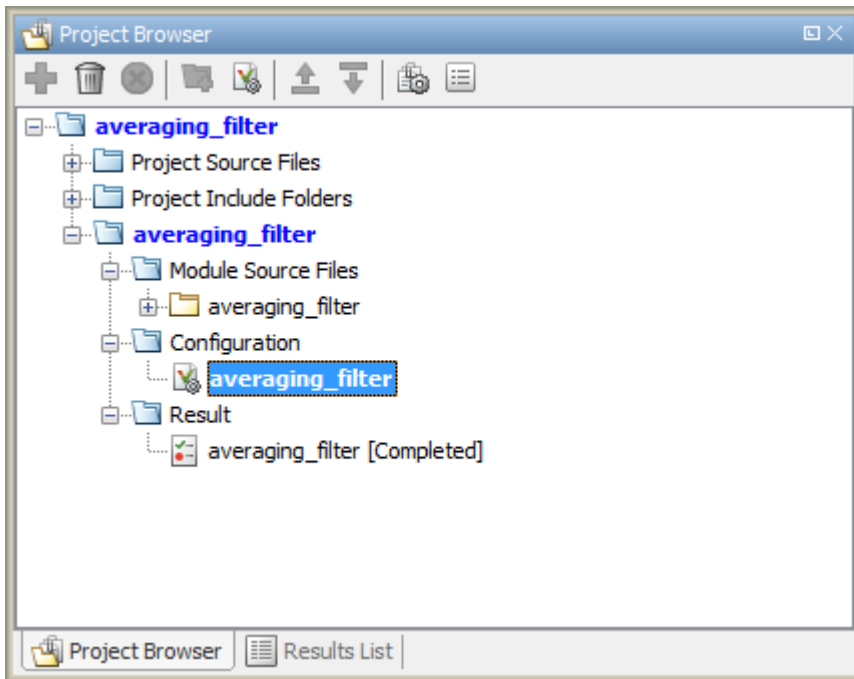 Project Browser
averaging_filter
Project Source Files
Project Include Folders
averaging_filter
Module Source Files
averaging_filter
Configuration
averaging_filter
Result
averaging_filter [Completed]
Project Browser
Results List